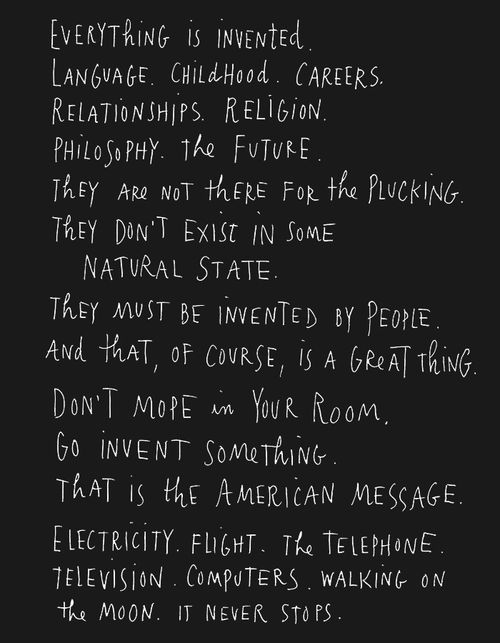 EVERYTHiNG is iNVENTED.
LANGUAGE. CHiLdHOOd. CAREERS.
RELATiONSHiPS. RELiGiON.
PHiLOSOPHY. the FUTURE.
thEY ARE NOT thERE FOR the PLUCKiNG.
THEY DON'T EXiSt iN SOME
NATURAL STATE.
THEY MUST BE iNVENTED BY PEOPLE.
ANd thAT, OF COURSE, iS A GReAT THiNG.
DON'T MOPE in YOUR ROOM.
GO iNVENT SOMeTHiNG.
THAT iS thE AMERiCAN MESSAGE.
ELECTRiCiTY. FLiGHT. The TELEPHONE.
TELEViSiON. COMPUTERS. WALKiNG ON
the MOON. iT NEVER STOPS.